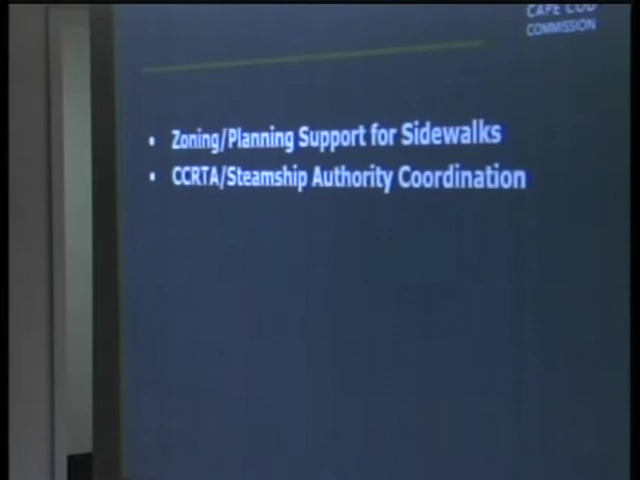 CAPE COD
COMMISSION
• Zoning/Planning Support for Sidewalks
• CCRTA/Steamship Authority Coordination